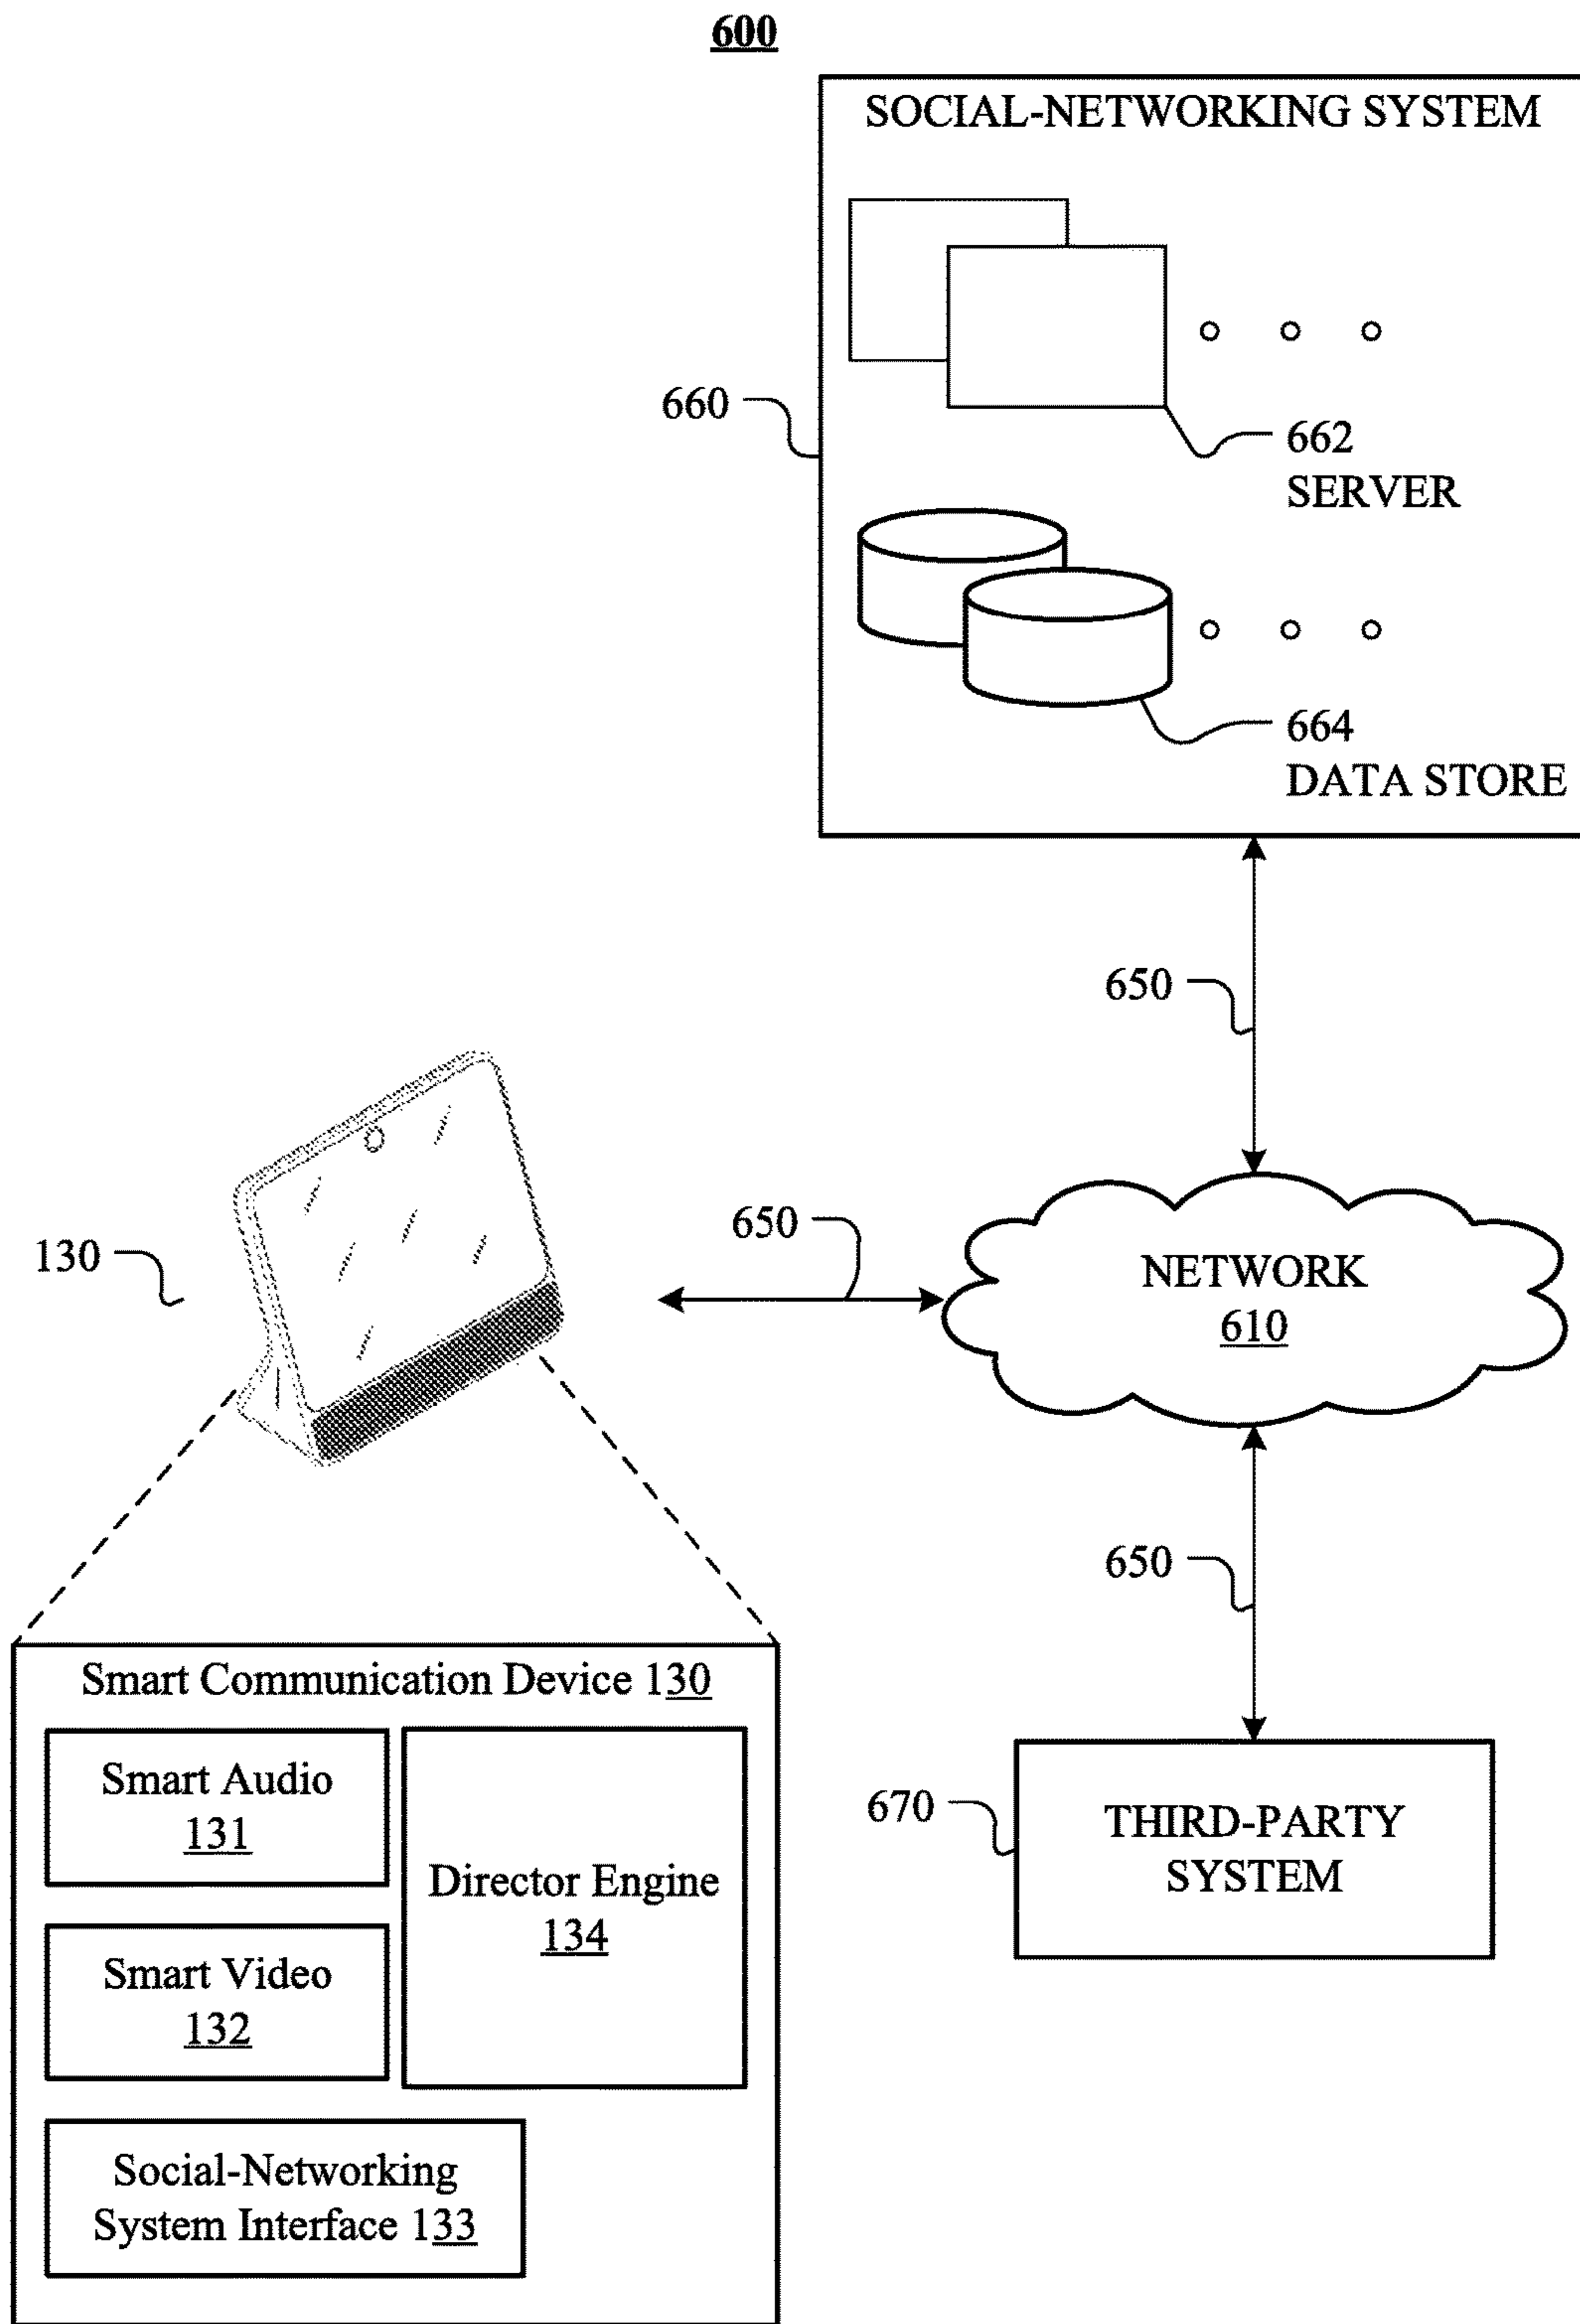 600
SOCIAL-NETWORKING SYSTEM
660
662
SERVER
664
DATA STORE
650
130
650
NETWORK
610
650
Smart Communication Device 130
Smart Audio
131
Director Engine
134
Smart Video
132
Social-Networking
System Interface 133
670
THIRD-PARTY
SYSTEM